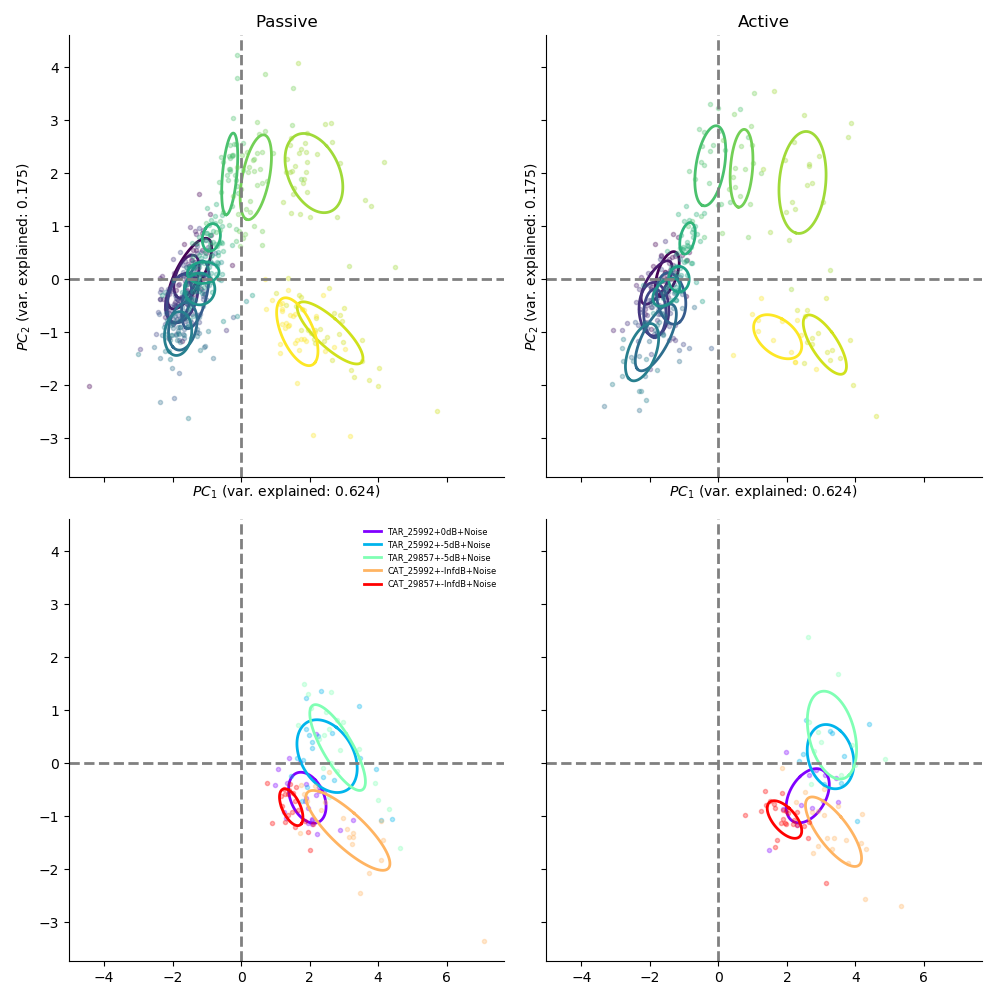 Passive
Active
4
3
2
1
0
−1
−2
−3
PC2 (var. explained: 0.175)
PC2 (var. explained: 0.175)
PC1 (var. explained: 0.624)
PC1 (var. explained: 0.624)
TAR_25992+0dB+Noise
TAR_25992+-5dB+Noise
TAR_29857+-5dB+Noise
CAT_25992+-InfdB+Noise
CAT_29857+-InfdB+Noise
4
3
2
1
0
−1
−2
−3
−4 −2 0 2 4 6
−4 −2 0 2 4 6